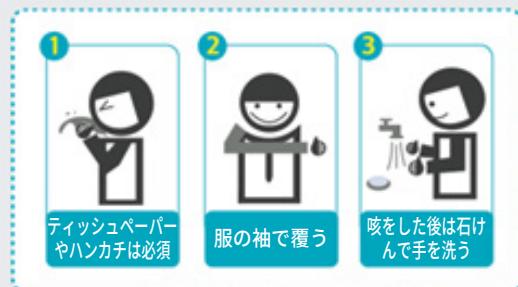 1
ティッシュペーパー
やハンカチは必須
2
服の袖で覆う
3
咳をした後は石け
んで手を洗う